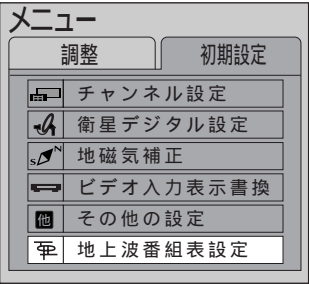 メニュー
調整 初期設定
チャンネル設定
衛星デジタル設定
S N 地磁気補正
ビデオ入力表示書換
他 その他の設定
地上波番組表設定